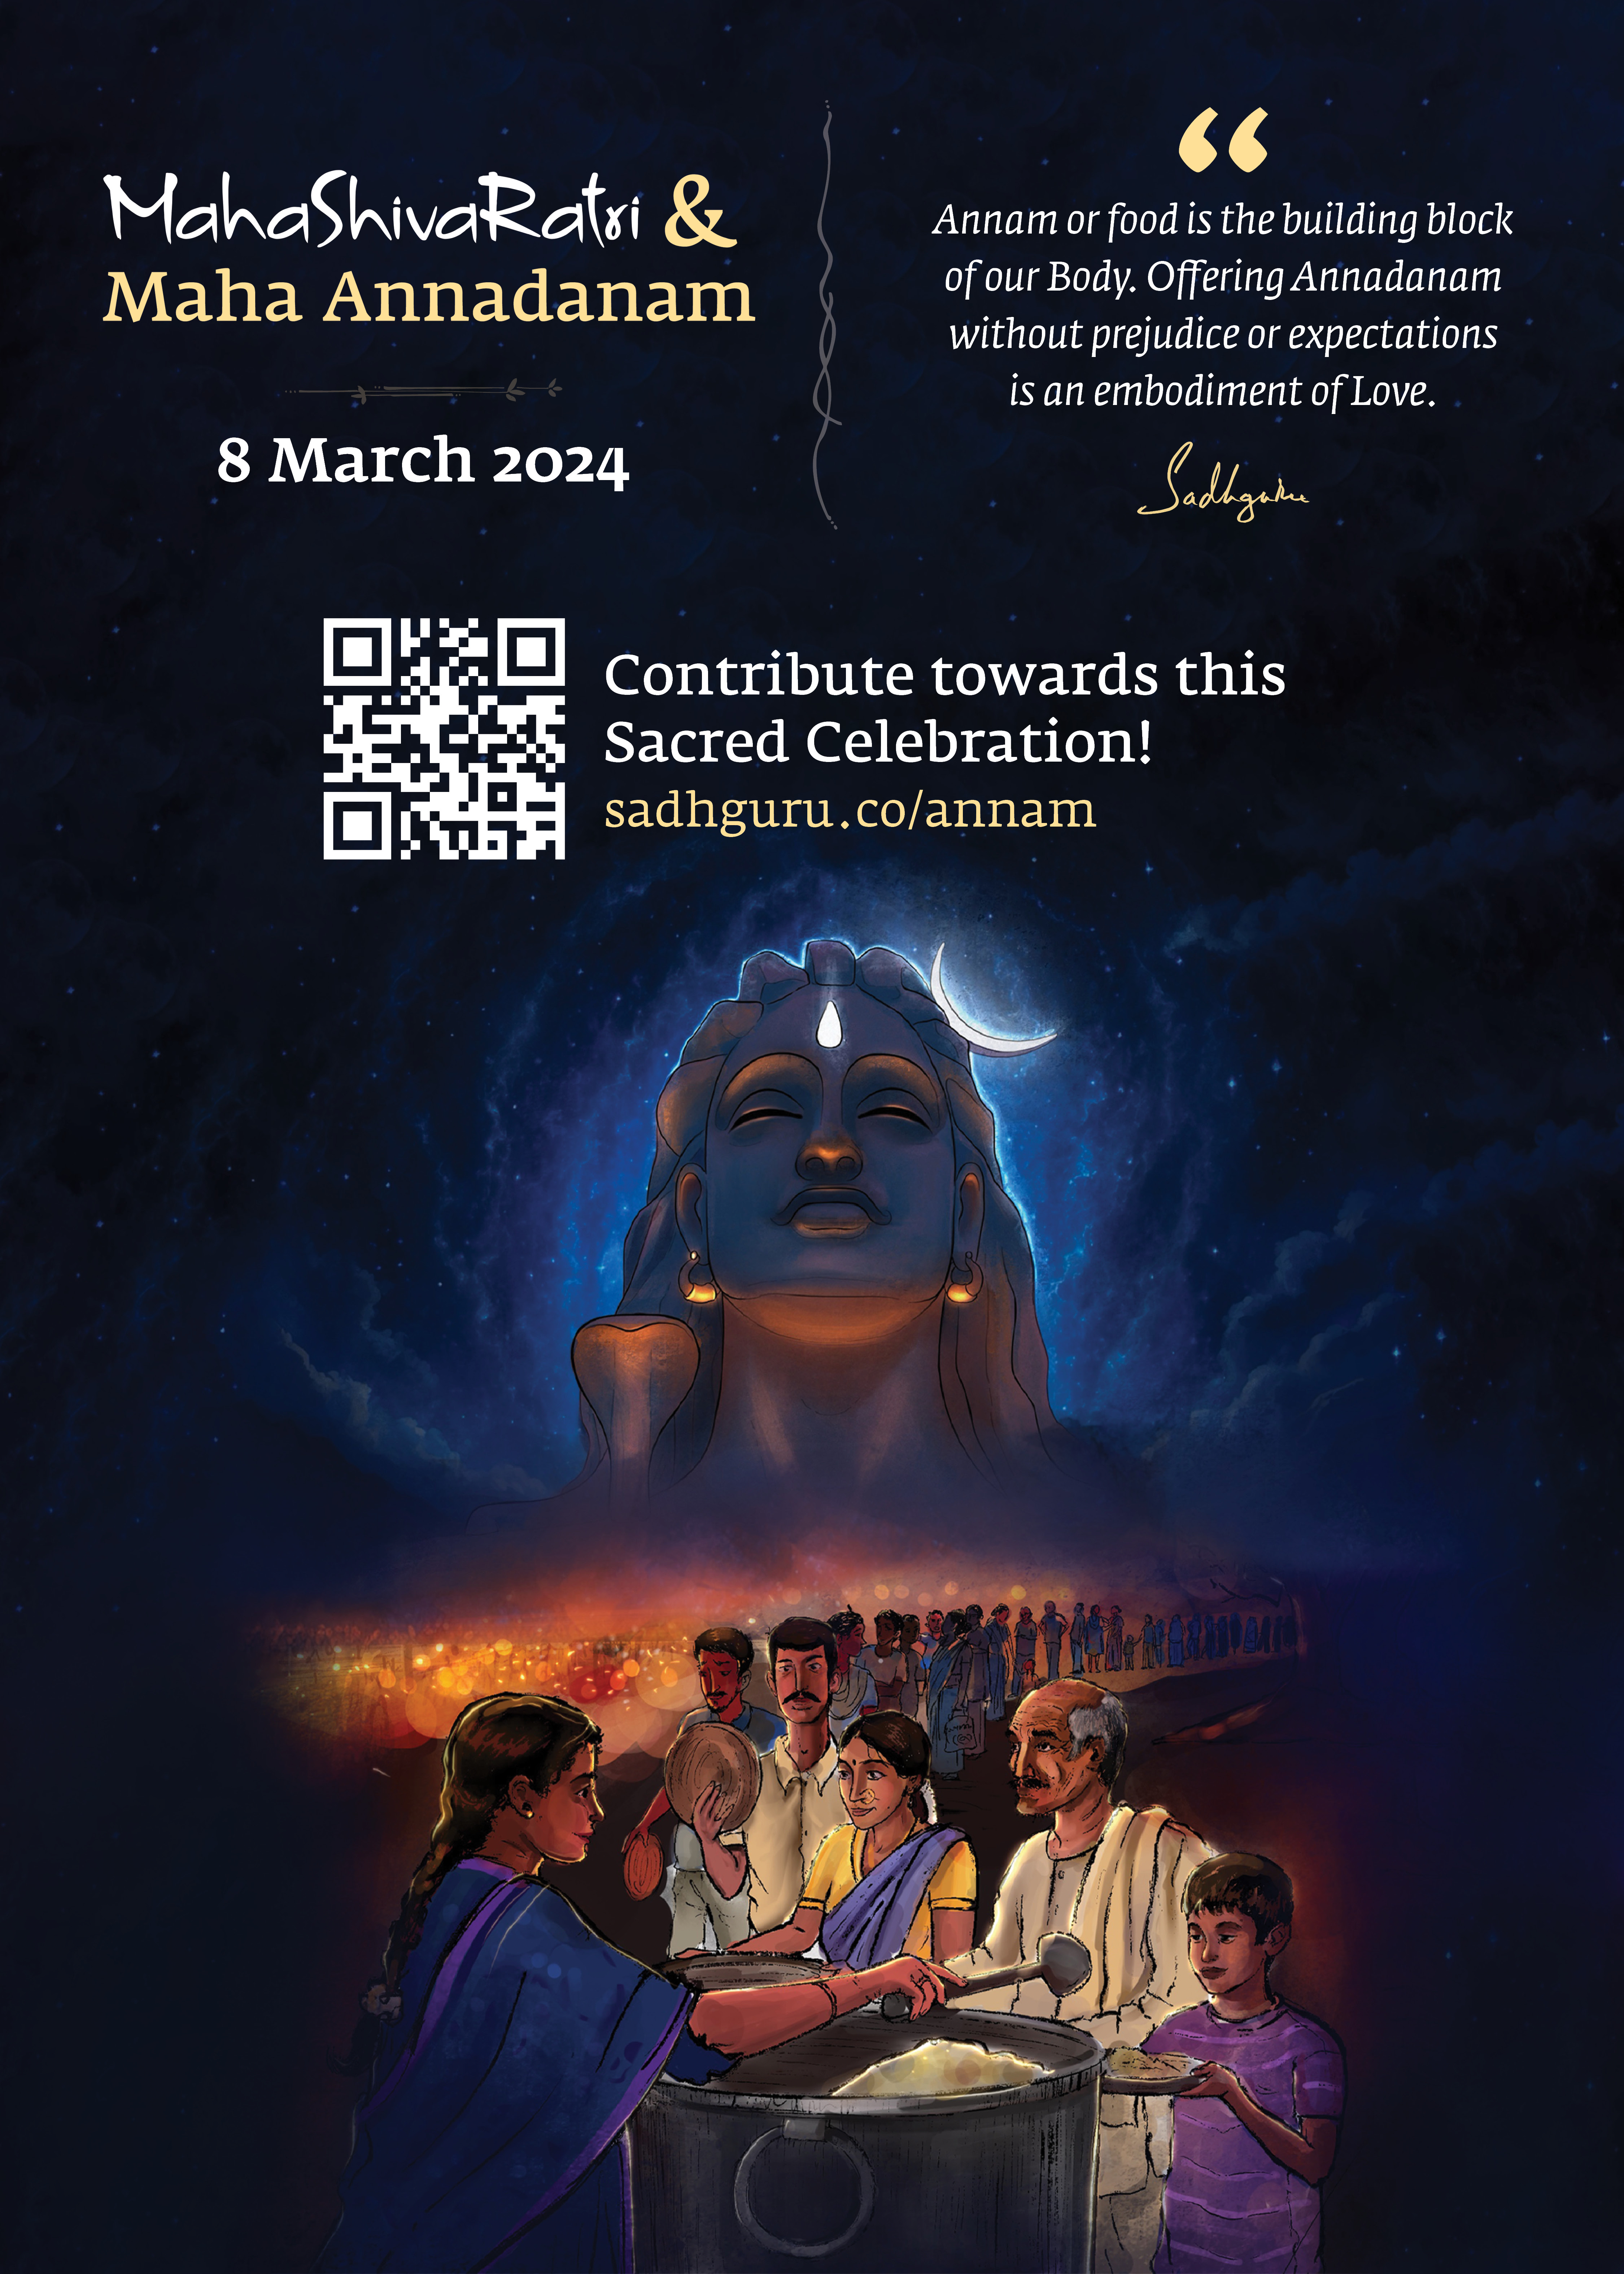 MahaShivaRatri &
Maha Annadanam
8 March 2024
“
Annam or food is the building block
of our Body. Offering Annadanam
without prejudice or expectations
is an embodiment of Love.
Sadhguru
Contribute towards this
Sacred Celebration!
sadhguru.co/annam